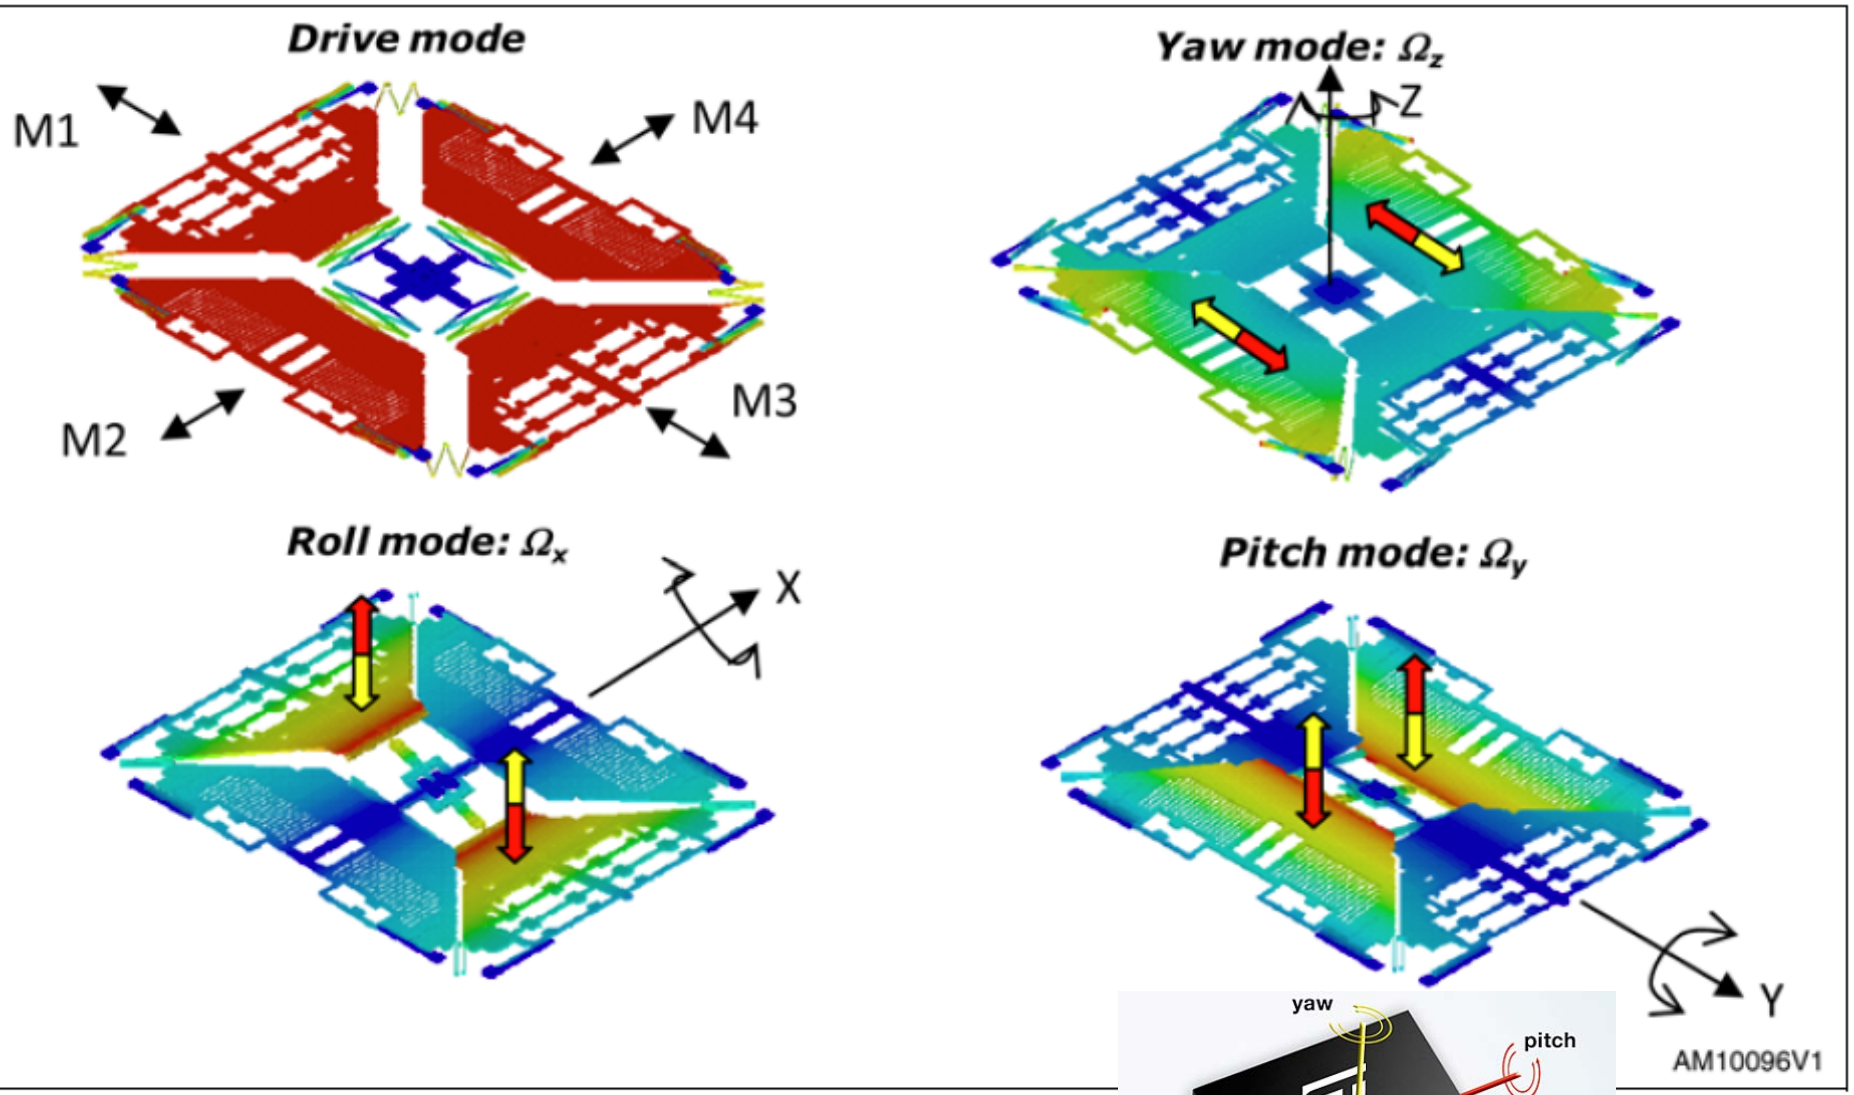 Drive mode
M1
M4
M2
M3
Yaw mode: Ωz
Z
Roll mode: Ωx
X
Pitch mode: Ωy
Y
yaw
pitch
AM10096V1